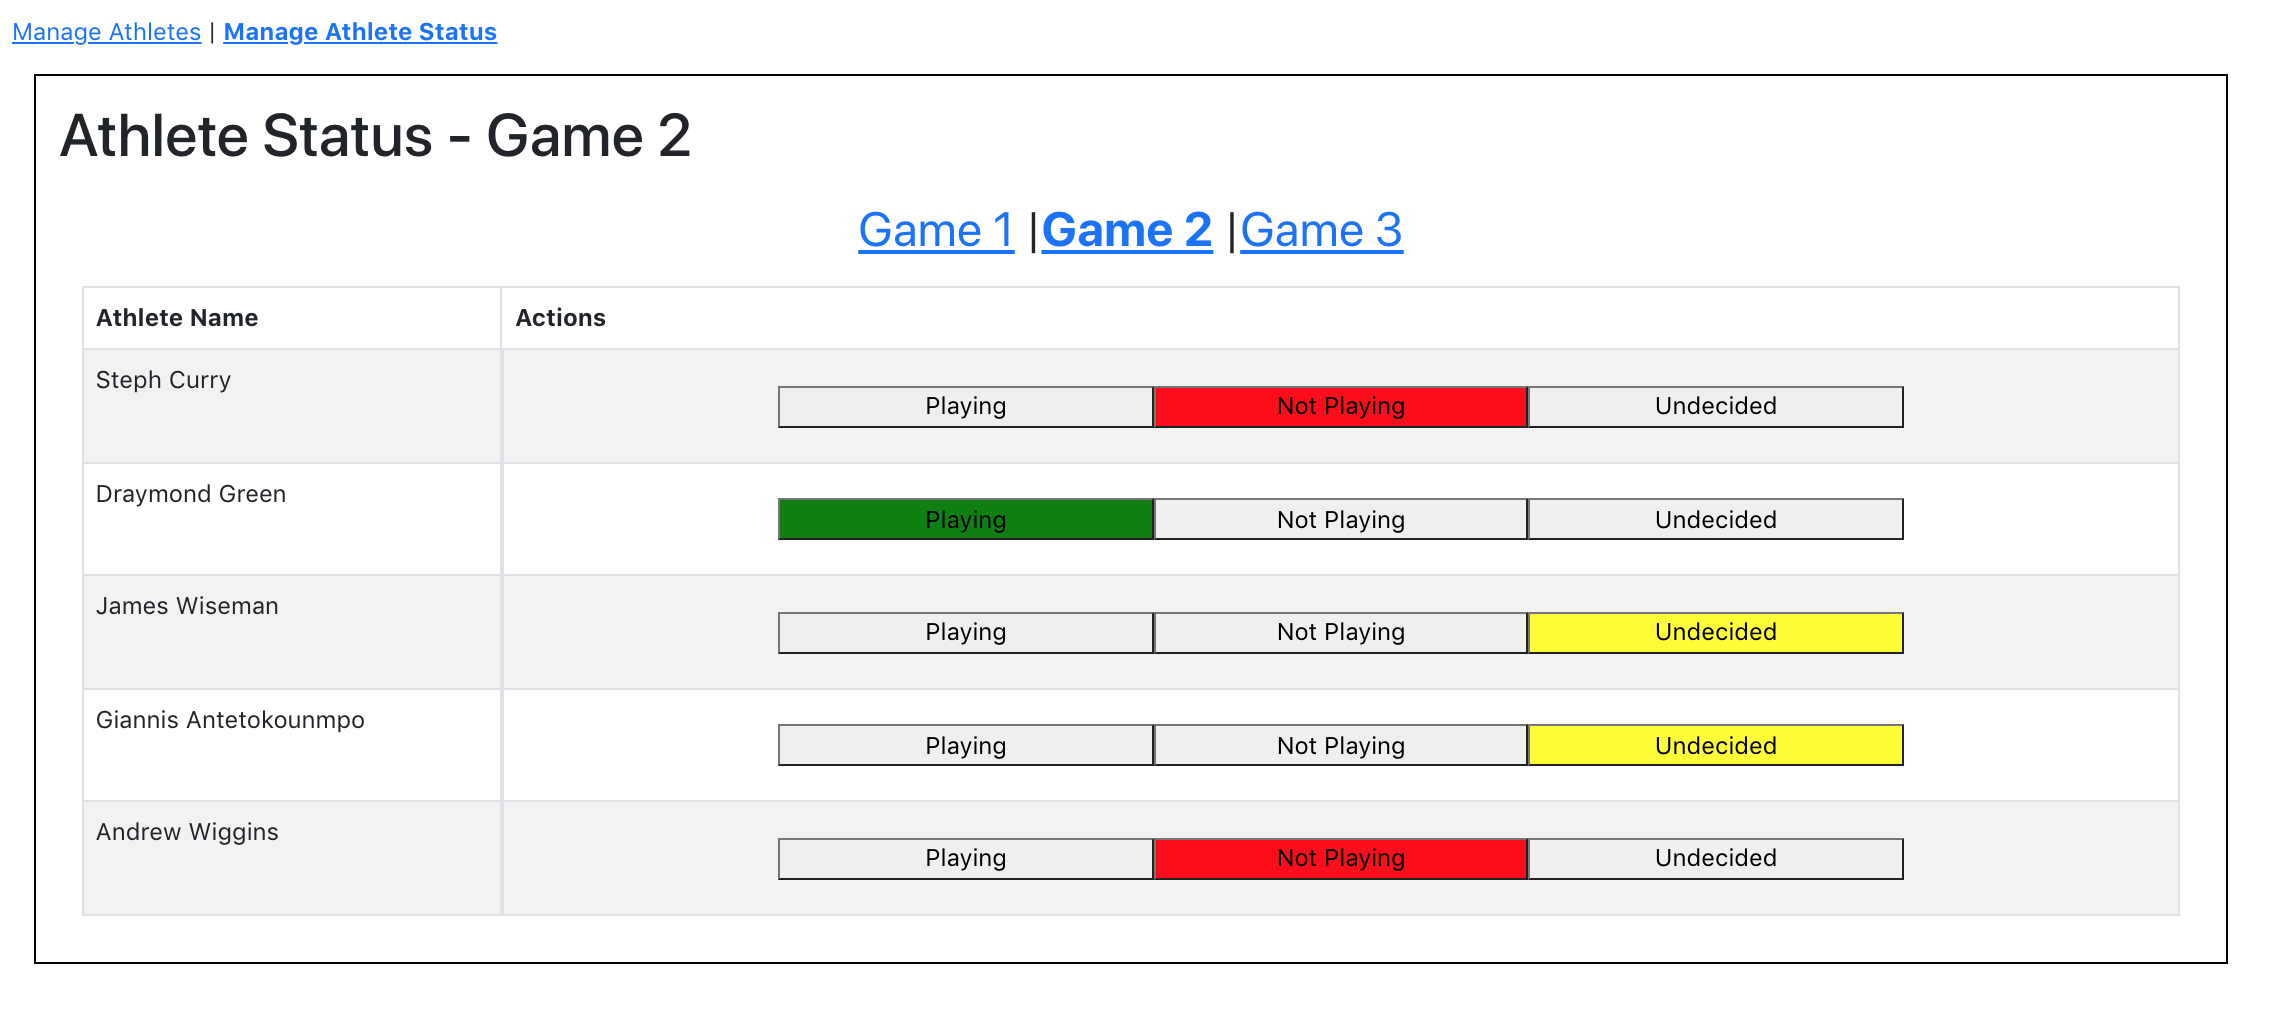 Manage Athletes | Manage Athlete Status
Athlete Status - Game 2
Game 1 |Game 2 |Game 3
Athlete Name Actions
Steph Curry Playing Not Playing Undecided
Draymond Green Playing Not Playing Undecided
James Wiseman Playing Not Playing Undecided
Giannis Antetokounmpo Playing Not Playing Undecided
Andrew Wiggins Playing Not Playing Undecided